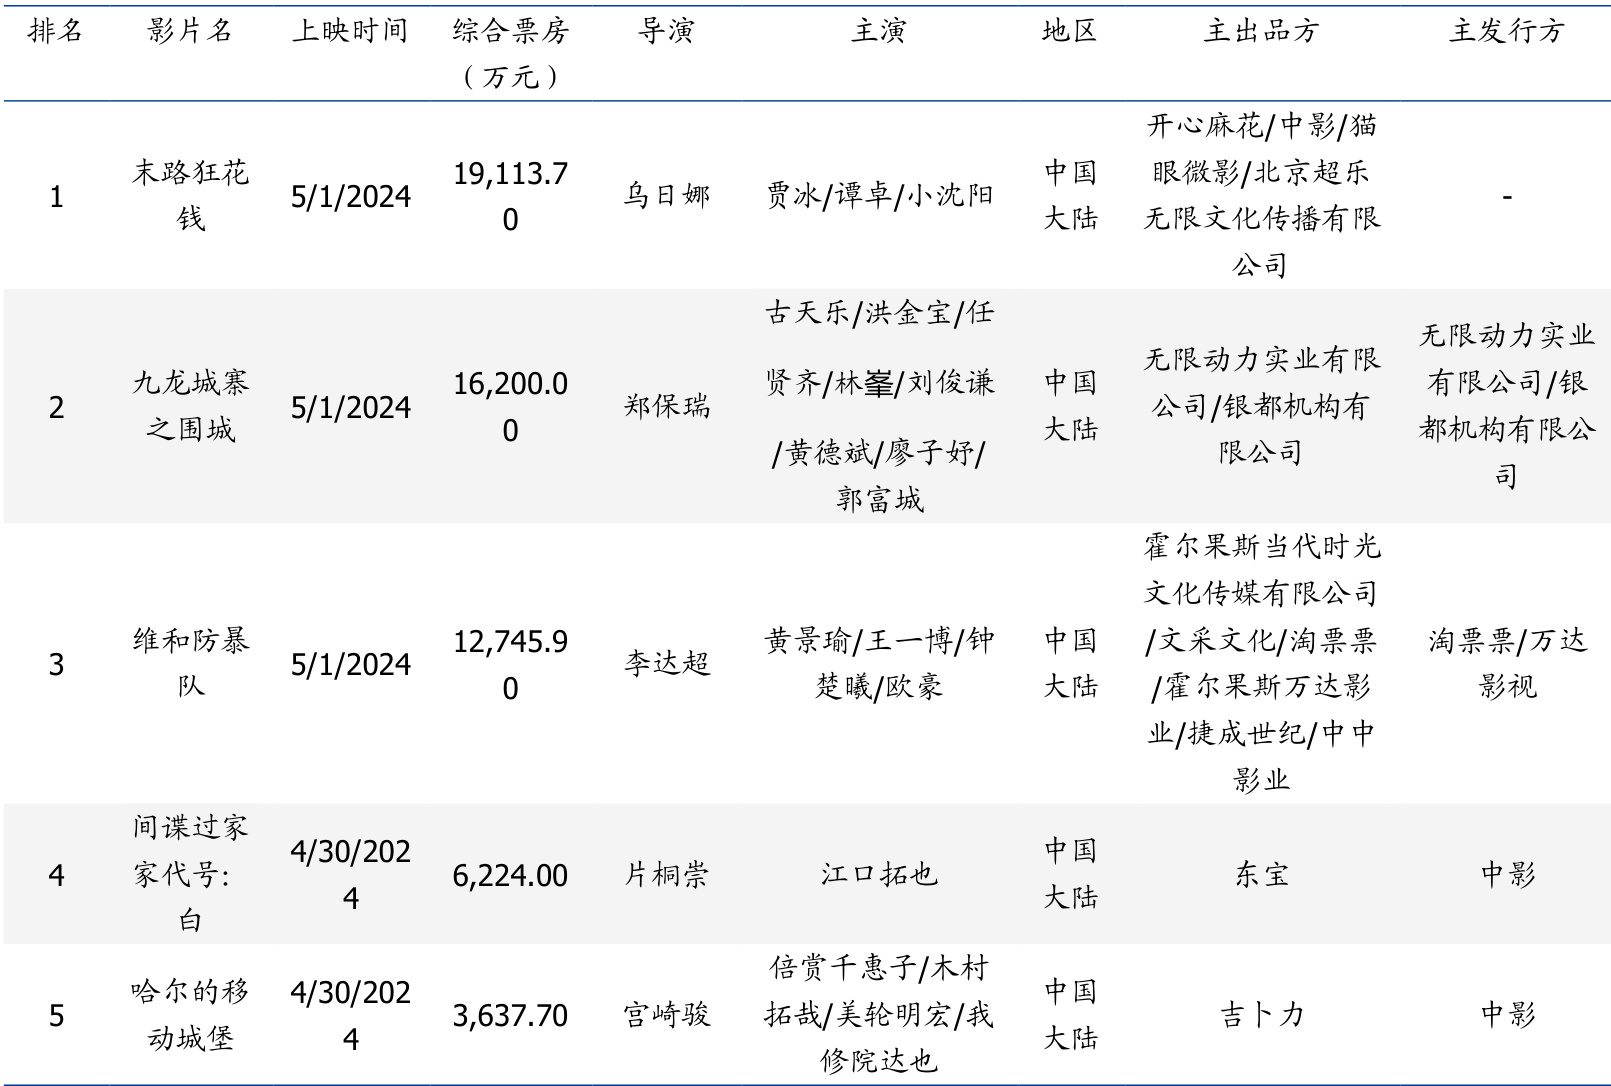 排名 影片名 上映时间 综合票房 导演 主演 地区 主出品方 主发行方
（万元）
1 末路狂花 5/1/2024 19,113.7 乌日娜 贾冰/谭卓/小沈阳 中国 开心麻花/中影/猫 -
钱 0 大陆 眼微影/北京超乐
无限文化传播有限
公司
2 九龙城寨 5/1/2024 16,200.0 郑保瑞 古天乐/洪金宝/任 中国 无限动力实业有限 无限动力实业
之围城 0 贤齐/林峯/刘俊谦 大陆 公司/银都机构有 有限公司/银
/黄德斌/廖子妤/ 限公司 都机构有限公
郭富城 司
3 维和防暴 5/1/2024 12,745.9 李达超 黄景瑜/王一博/钟 中国 霍尔果斯当代时光 淘票票/万达
队 0 楚曦/欧豪 大陆 文化传媒有限公司 影视
/文采文化/淘票票
/霍尔果斯万达影
业/捷成世纪/中中
影业
4 间谍过家 4/30/202 6,224.00 片桐崇 江口拓也 中国 东宝 中影
家代号： 4 大陆
白
5 哈尔的移 4/30/202 3,637.70 宫崎骏 倍赏千惠子/木村 中国 吉卜力 中影
动城堡 4 拓哉/美轮明宏/我 大陆
修院达也